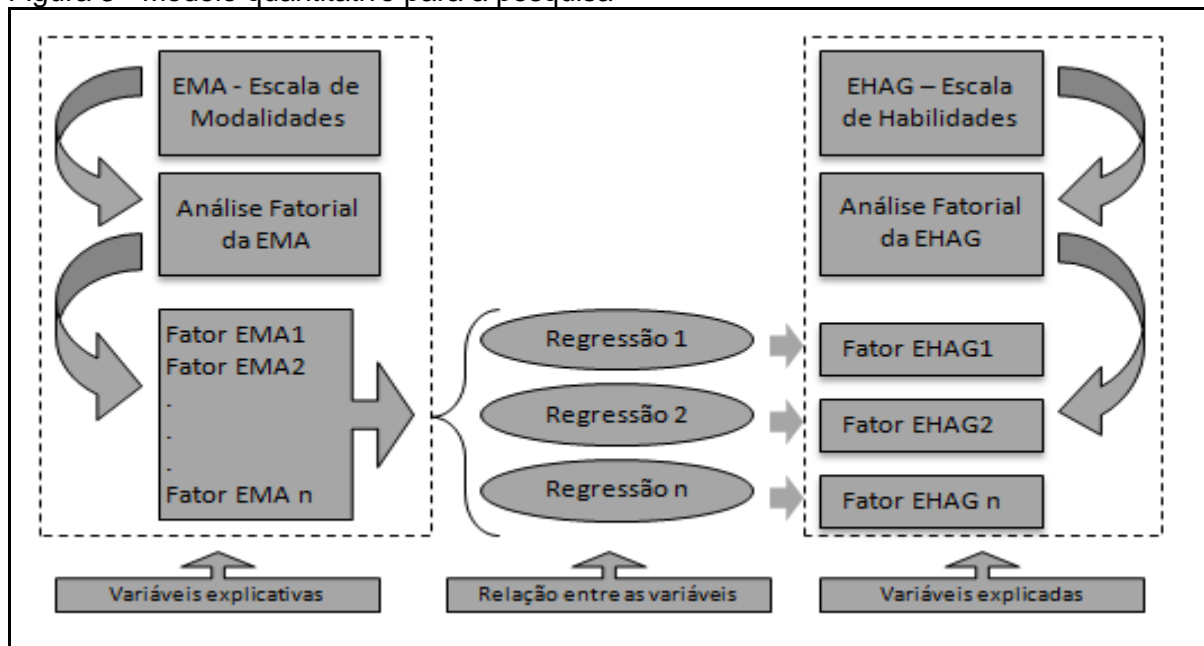 Figura 3 - Modelo quantitativo para a pesquisa
EMA - Escala de
Modalidades
Análise Fatorial
da EMA
Fator EMA1
Fator EMA2
.
.
.
Fator EMA n
Regressão 1
Regressão 2
Regressão n
EHAG – Escala
de Habilidades
Análise Fatorial
da EHAG
Fator EHAG1
Fator EHAG2
Fator EHAG n
Variáveis explicativas
Relação entre as variáveis
Variáveis explicadas